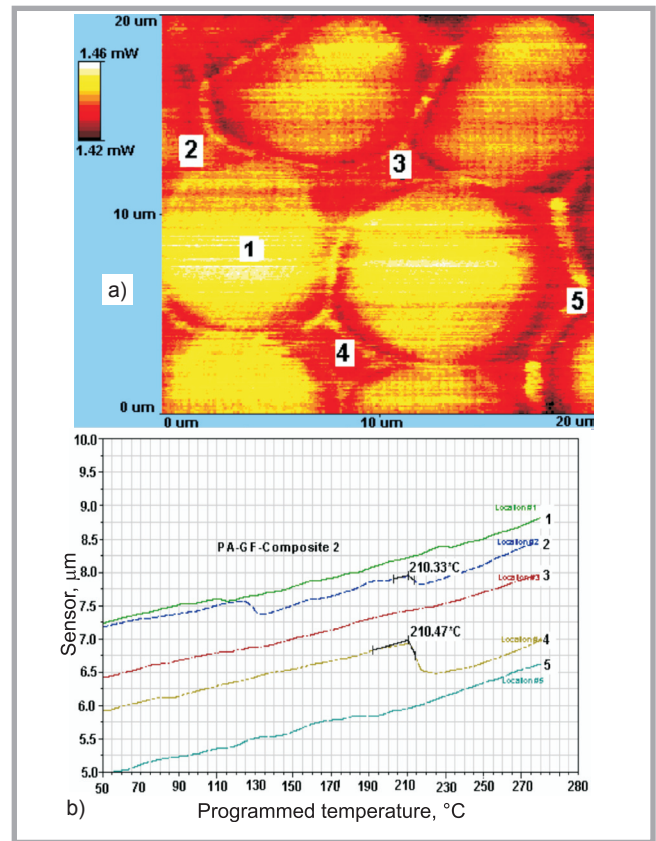 20 um
1.46 mW
1.42 mW
2
3
10 um
1
a)
5
4
0 um
0 um
10 um
20 um
10.0
9.5
9.0
8.5
8.0
7.5
7.0
6.5
6.0
5.5
5.0
Sensor, µm
PA-GF-Composite 2
Location #1
1
Location #2
2
210.33°C
Location #3
3
210.47°C
4
5
Location #5
50 70 90 110 130 150 170 190 210 230 250 270 280
b)
Programmed temperature, °C